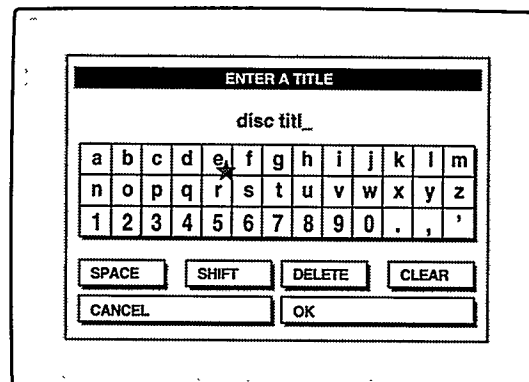 ENTER A TITLE
disc titl_
a b c d e f g h i j k l m
n o p q r s t u v w x y z
1 2 3 4 5 6 7 8 9 0 . , '
SPACE SHIFT DELETE CLEAR
CANCEL OK